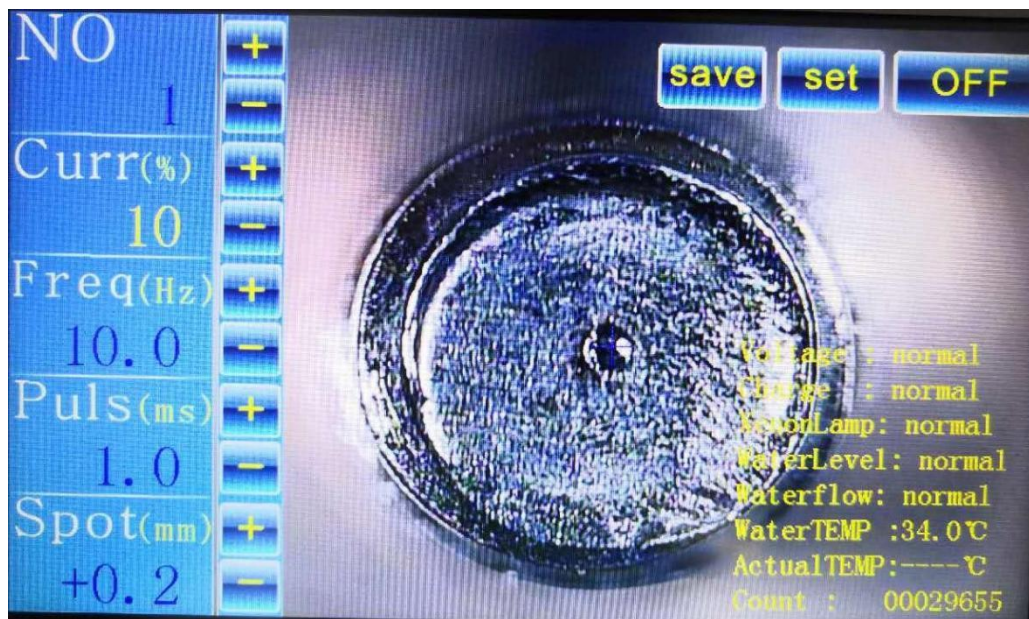 NO
1
Curr(%)
10
Freq(Hz)
10.0
Puls(ms)
1.0
Spot(mm)
+0.2
save set OFF
Voltage : normal
Charge : normal
XenonLamp: normal
WaterLevel: normal
Waterflow: normal
WaterTEMP :34.0℃
ActualTEMP:----℃
Count : 00029655